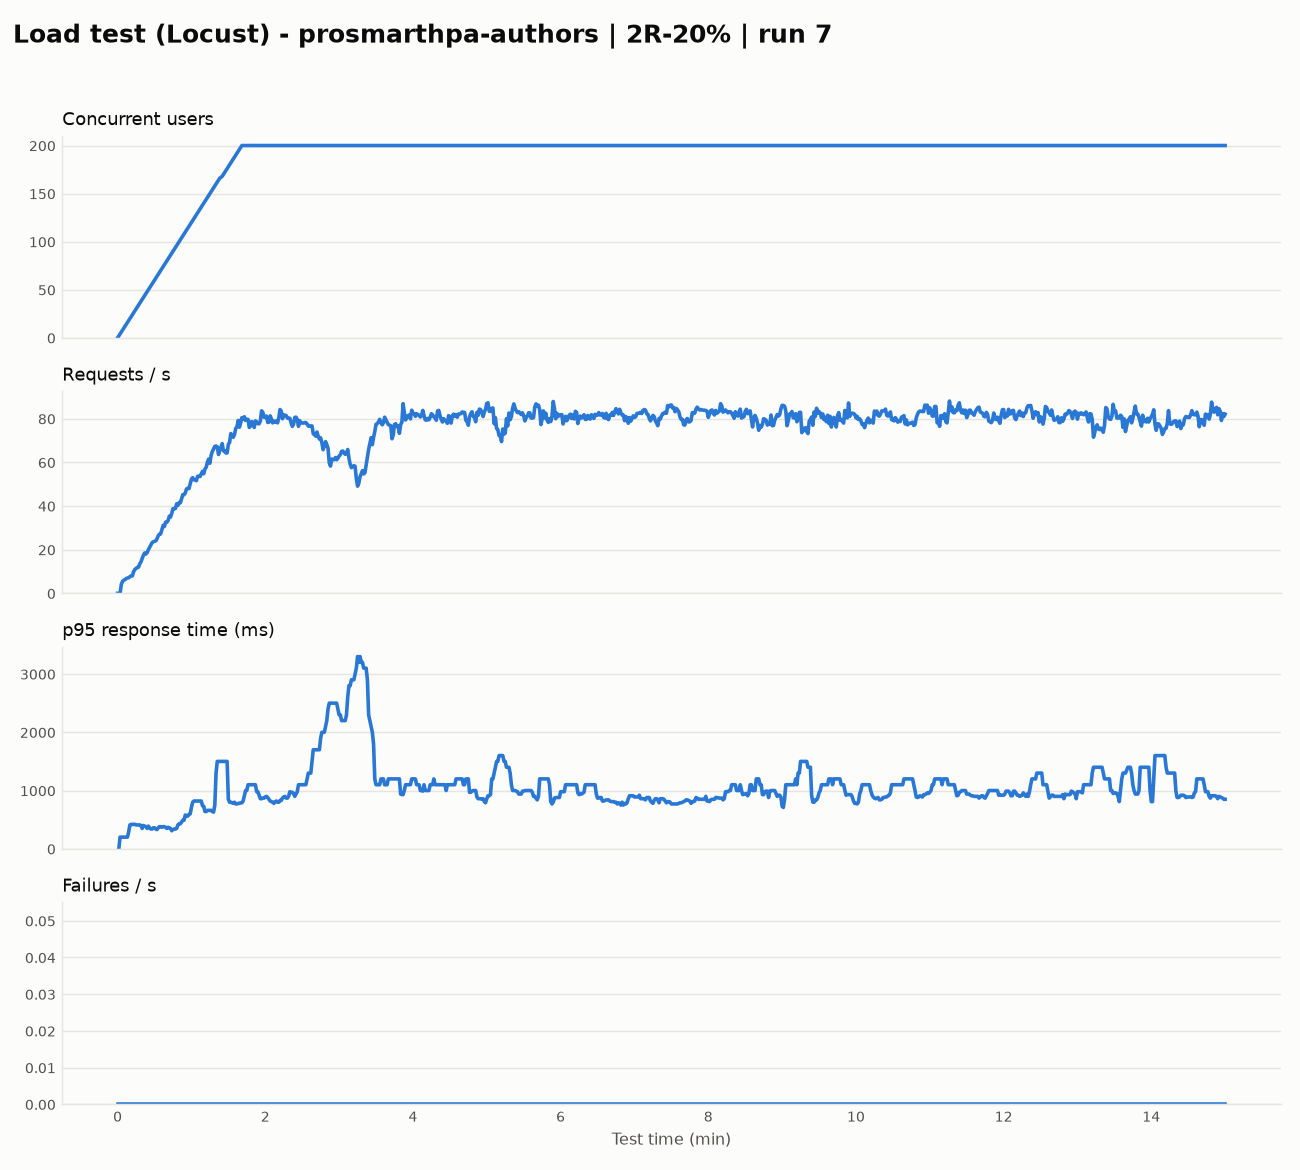 Load test (Locust) - prosmarthpa-authors | 2R-20% | run 7
Concurrent users
200
150
100
50
0
Requests / s
80
60
40
20
0
p95 response time (ms)
3000
2000
1000
0
Failures / s
0.05
0.04
0.03
0.02
0.01
0.00
0 2 4 6 8 10 12 14
Test time (min)